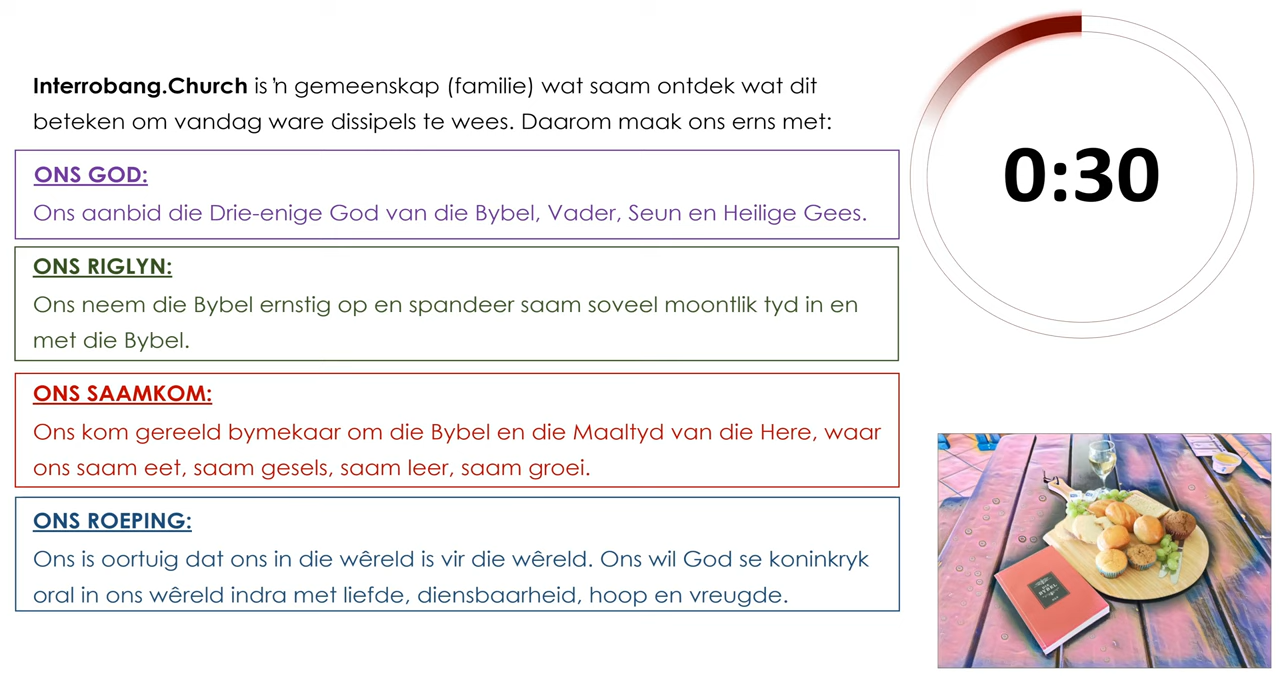 Interrobang.Church is 'n gemeenskap (familie) wat saam ontdek wat dit
beteken om vandag ware dissipels te wees. Daarom maak ons erns met:
ONS GOD:
Ons aanbid die Drie-enige God van die Bybel, Vader, Seun en Heilige Gees.
ONS RIGLYN:
Ons neem die Bybel ernstig op en spandeer saam soveel moontlik tyd in en
met die Bybel.
ONS SAAMKOM:
Ons kom gereeld bymekaar om die Bybel en die Maaltyd van die Here, waar
ons saam eet, saam gesels, saam leer, saam groei.
ONS ROEPING:
Ons is oortuig dat ons in die wêreld is vir die wêreld. Ons wil God se koninkryk
oral in ons wêreld indra met liefde, diensbaarheid, hoop en vreugde.
0:30
BYBEL